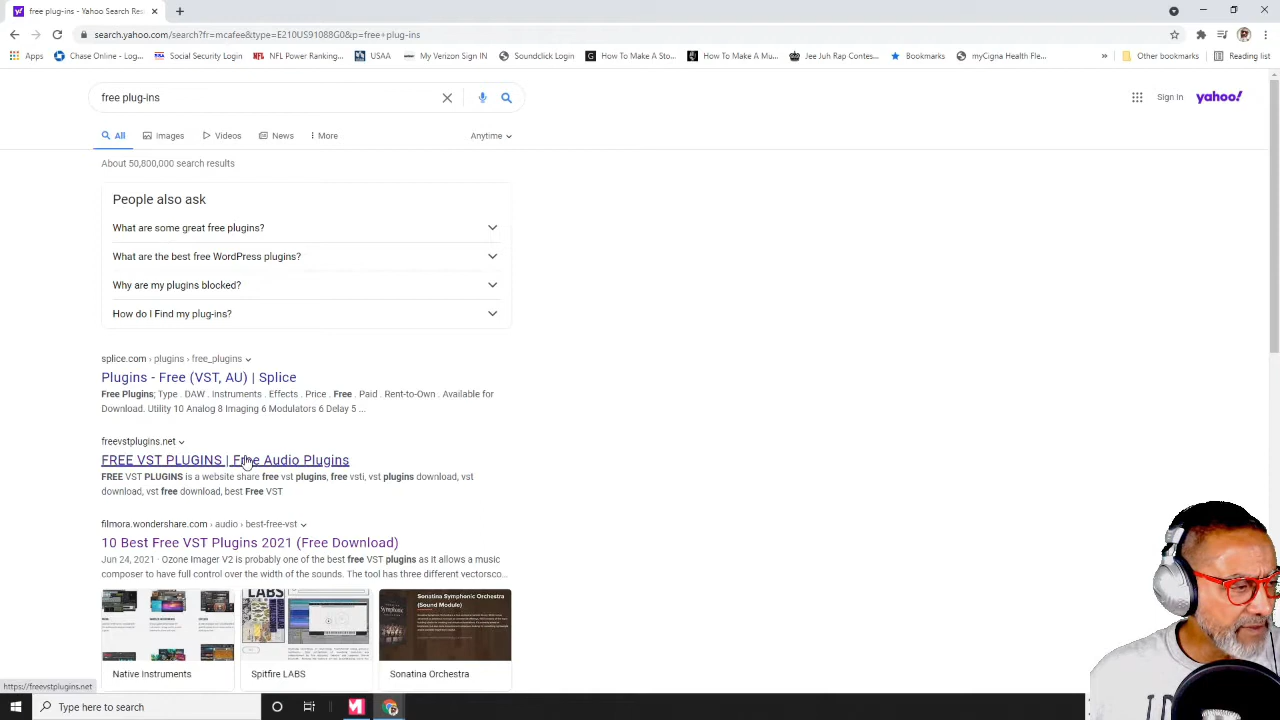 free plug-ins - Yahoo Search Res
search.yahoo.com/search?fr=mcafee&type=E210US91088G0&p=free+plug-ins
Apps
Chase Online - Log...
Social Security Login
NFL Power Ranking...
USAA
My Verizon Sign IN
Soundclick Login
How To Make A Sto...
How To Make A Mu...
Jee Juh Rap Contes...
Bookmarks
myCigna Health Fle...
»
Other bookmarks
Reading list
free plug-ins
Sign In
yahoo!
All
Images
Videos
News
More
Anytime
About 50,800,000 search results
People also ask
What are some great free plugins?
What are the best free WordPress plugins?
Why are my plugins blocked?
How do I Find my plug-ins?
splice.com › plugins › free_plugins
Plugins - Free (VST, AU) | Splice
Free Plugins; Type . DAW . Instruments . Effects . Price . Free . Paid . Rent-to-Own . Available for
Download. Utility 10 Analog 8 Imaging 6 Modulators 6 Delay 5 ...
freevstplugins.net
FREE VST PLUGINS | Free Audio Plugins
FREE VST PLUGINS is a website share free vst plugins, free vsti, vst plugins download, vst
download, vst free download, best Free VST
filmora.wondershare.com › audio › best-free-vst
10 Best Free VST Plugins 2021 (Free Download)
Jun 24, 2021 · Ozone Imager V2 is probably one of the best free VST plugins as it allows a music
composer to have full control over the width of the sounds. The tool has three different vectorsco...
LABS
Sonatina Symphonic Orchestra
(Sound Module)
Native Instruments
Spitfire LABS
Sonatina Orchestra
https://freevstplugins.net
Type here to search